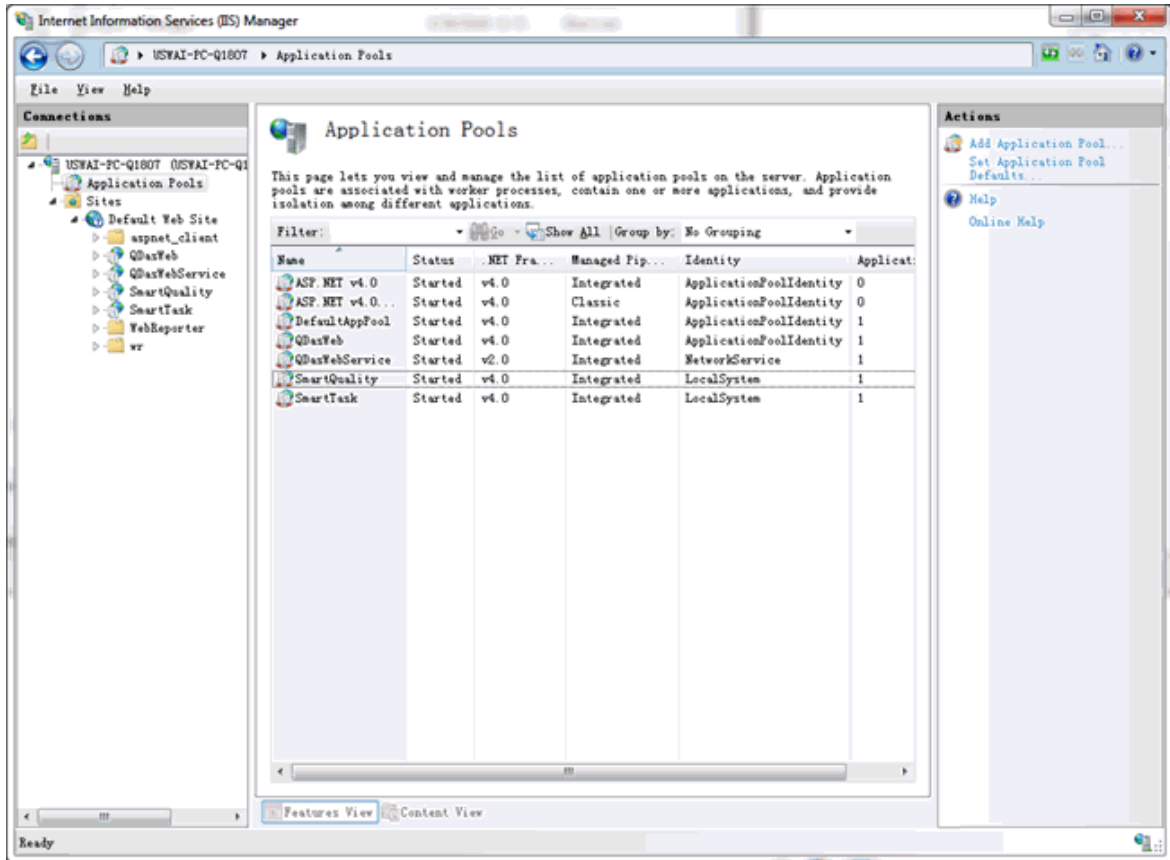 Internet Information Services (IIS) Manager
USWAI-PC-Q1807 Application Pools
File View Help
Connections
USWAI-PC-Q1807 (USWAI-PC-Q1
Application Pools
Sites
Default Web Site
aspnet_client
QDasWeb
QDasWebService
SmartQuality
SmartTask
WebReporter
wr
Application Pools
This page lets you view and manage the list of application pools on the server. Application
pools are associated with worker processes, contain one or more applications, and provide
isolation among different applications.
Filter: Go Show All Group by: No Grouping
Name Status .NET Fra... Managed Pip... Identity Applicat:
ASP.NET v4.0 Started v4.0 Integrated ApplicationPoolIdentity 0
ASP.NET v4.0... Started v4.0 Classic ApplicationPoolIdentity 0
DefaultAppPool Started v4.0 Integrated ApplicationPoolIdentity 1
QDasWeb Started v4.0 Integrated ApplicationPoolIdentity 1
QDasWebService Started v2.0 Integrated NetworkService 1
SmartQuality Started v4.0 Integrated LocalSystem 1
SmartTask Started v4.0 Integrated LocalSystem 1
Actions
Add Application Pool...
Set Application Pool
Defaults...
Help
Online Help
Features View Content View
Ready